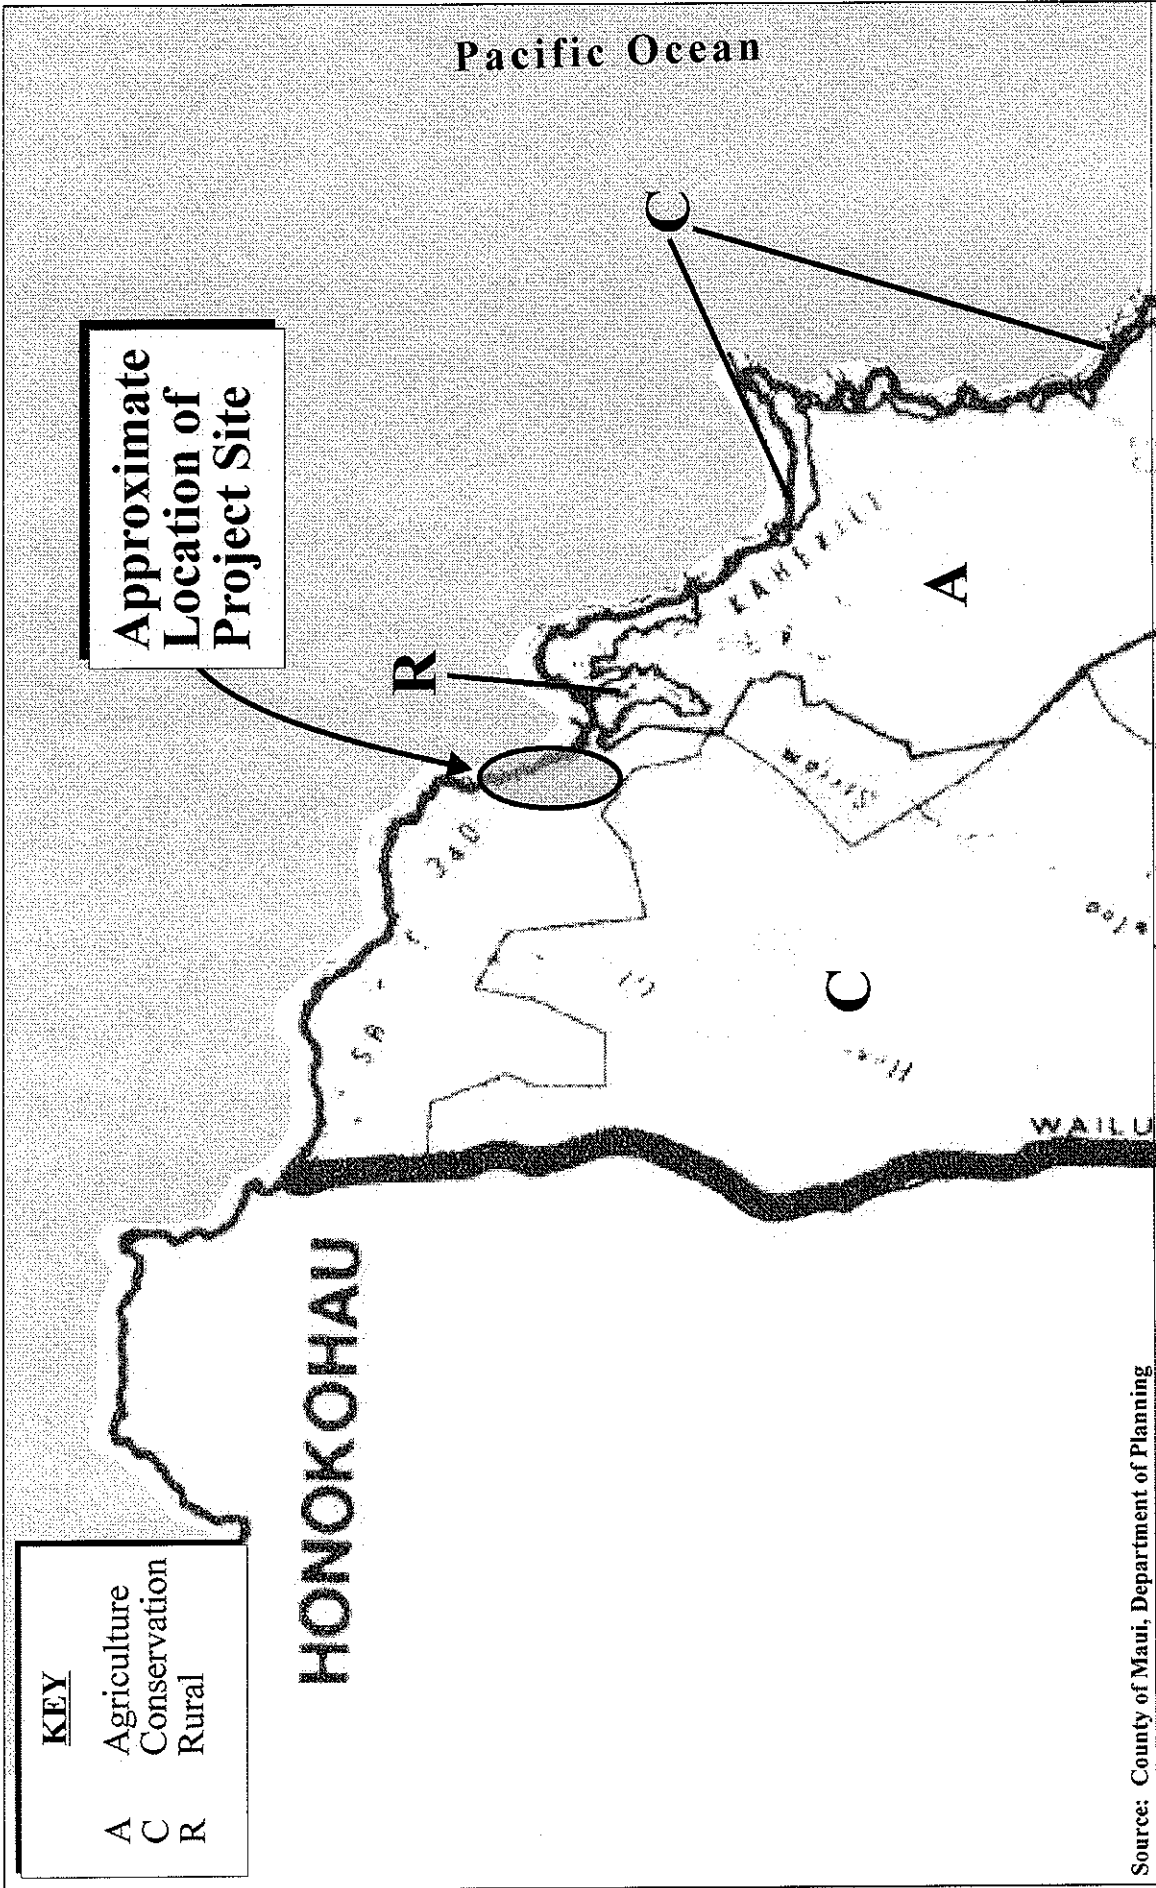 KEY
A Agriculture
C Conservation
R Rural
Approximate
Location of
Project Site
Pacific Ocean
R
C
340
HONOKOHAU
C
A
WAILU
Source: County of Maui, Department of Planning